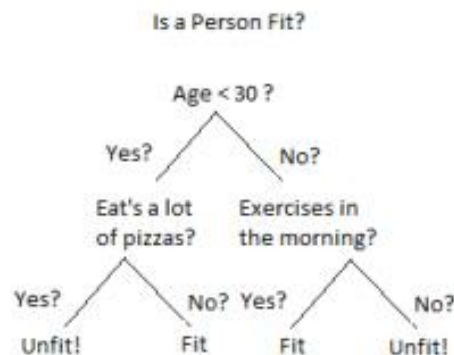 Is a Person Fit?
Age < 30 ?
Yes?
No?
Eat's a lot
of pizzas?
Exercises in
the morning?
Yes?
No?
Yes?
No?
Unfit!
Fit
Fit
Unfit!